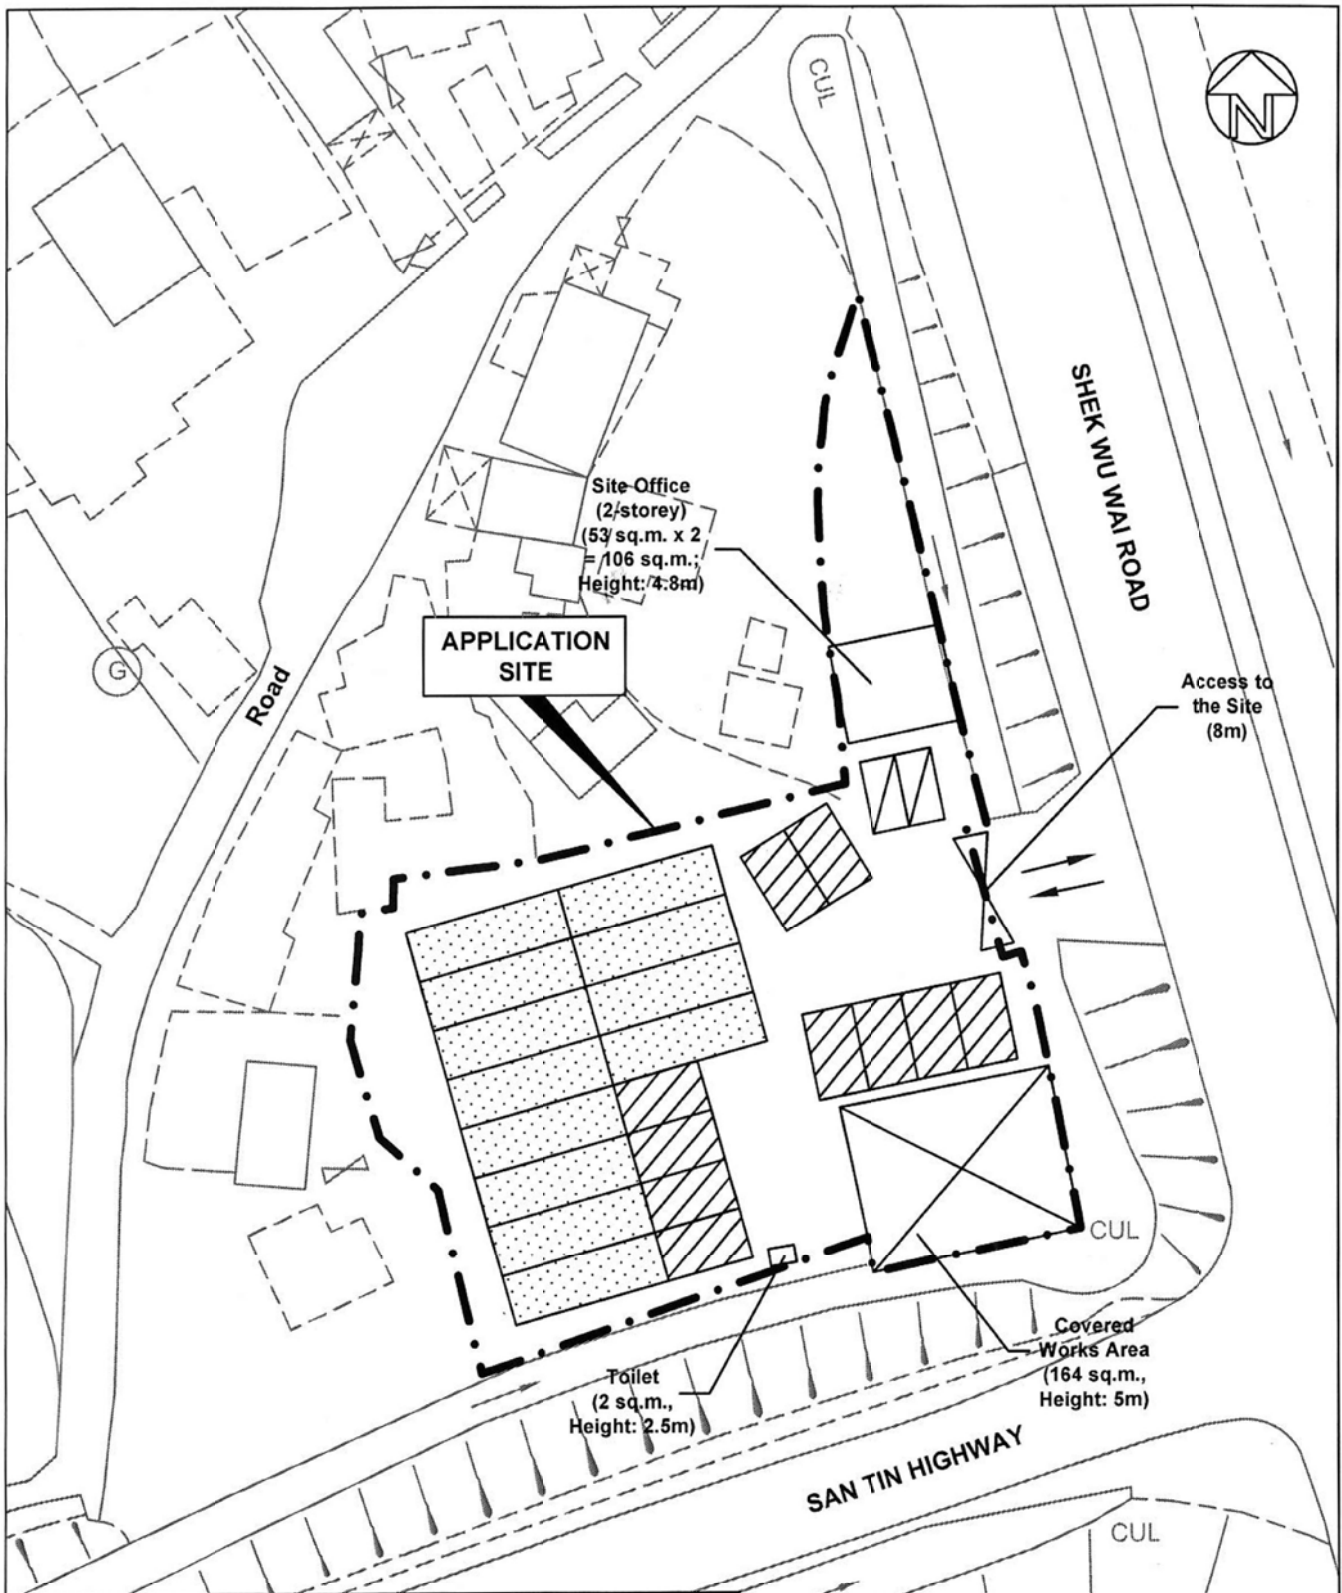 CUL
N
SHEK WU WAI ROAD
Site Office
(2-storey)
(53 sq.m. x 2
= 106 sq.m.;
Height: 4.8m)
APPLICATION
SITE
G
Road
Access to
the Site
(8m)
CUL
Covered
Works Area
(164 sq.m.,
Height: 5m)
Toilet
(2 sq.m.,
Height: 2.5m)
SAN TIN HIGHWAY
CUL